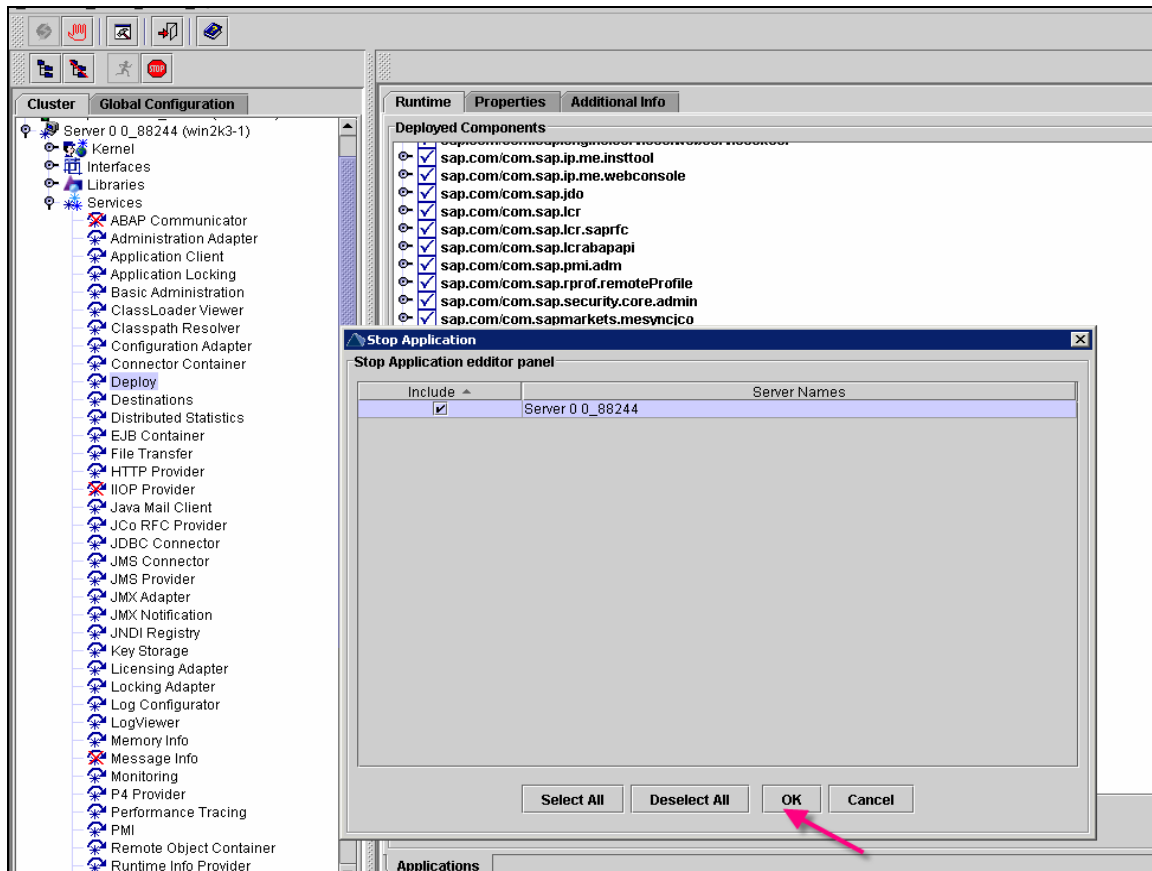 STOP
Cluster
Global Configuration
Server 0 0_88244 (win2k3-1)
Kernel
Interfaces
Libraries
Services
ABAP Communicator
Administration Adapter
Application Client
Application Locking
Basic Administration
ClassLoader Viewer
Classpath Resolver
Configuration Adapter
Connector Container
Deploy
Destinations
Distributed Statistics
EJB Container
File Transfer
HTTP Provider
IIOP Provider
Java Mail Client
JCo RFC Provider
JDBC Connector
JMS Connector
JMS Provider
JMX Adapter
JMX Notification
JNDI Registry
Key Storage
Licensing Adapter
Locking Adapter
Log Configurator
LogViewer
Memory Info
Message Info
Monitoring
P4 Provider
Performance Tracing
PMI
Remote Object Container
Runtime Info Provider
Runtime
Properties
Additional Info
Deployed Components
sap.com/com.sap.ip.me.insttool
sap.com/com.sap.ip.me.webconsole
sap.com/com.sap.jdo
sap.com/com.sap.lcr
sap.com/com.sap.lcr.saprfc
sap.com/com.sap.lcrabapapi
sap.com/com.sap.pmi.adm
sap.com/com.sap.rprof.remoteProfile
sap.com/com.sap.security.core.admin
sap.com/com.sapmarkets.mesyncjco
Stop Application
Stop Application edditor panel
Include
Server Names
Server 0 0_88244
Select All
Deselect All
OK
Cancel
Applications